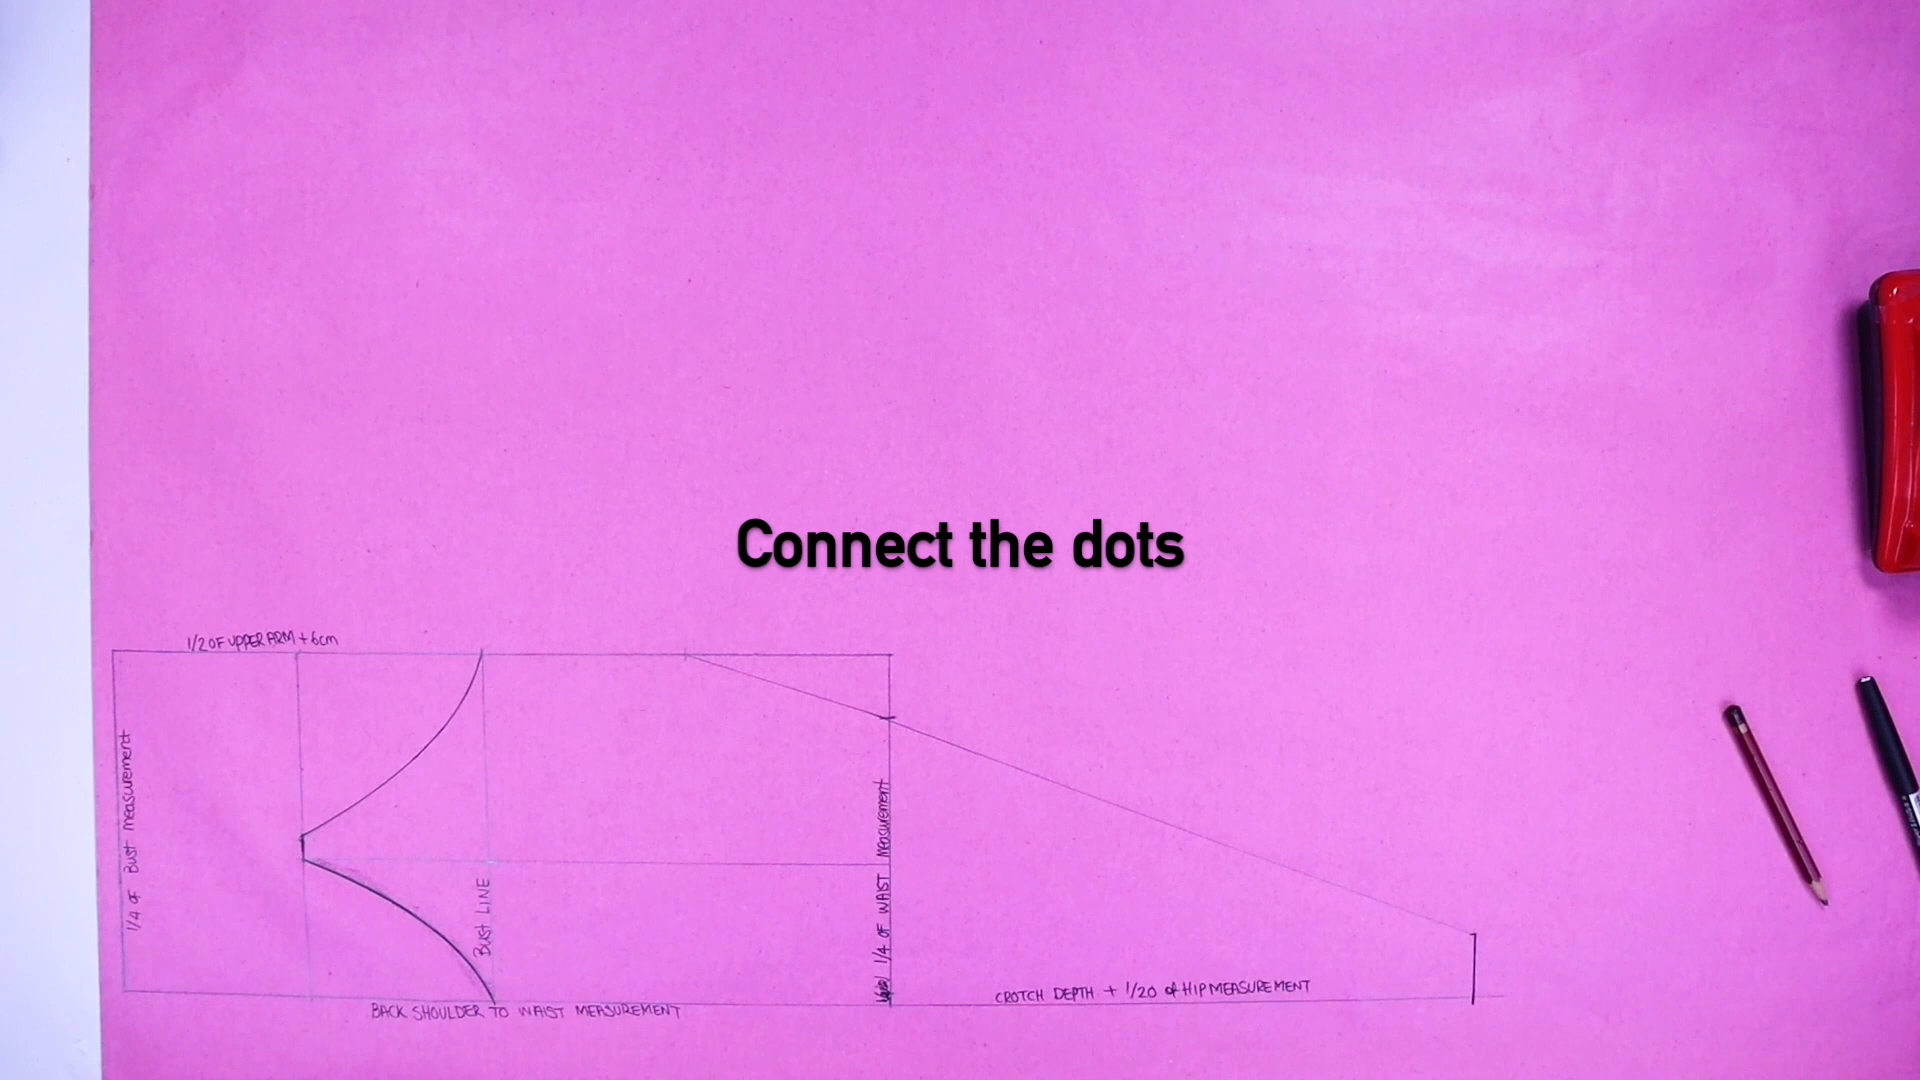 Connect the dots
1/2 OF UPPER ARM + 6cm
1/4 OF Bust measurement
Bust LINE
1/4 OF WAIST Measurement
CROTCH DEPTH + 1/20 of HIP MEASUREMENT
BACK SHOULDER TO WAIST MEASUREMENT